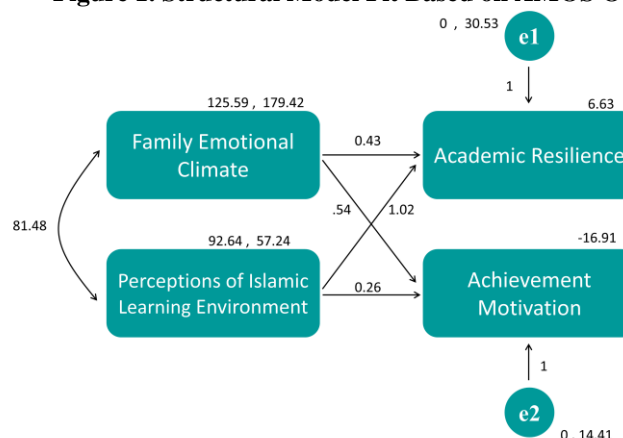 0 , 30.53
e1
1
125.59 , 179.42
6.63
Family Emotional
Climate
0.43
Academic Resilience
81.48
.54
1.02
92.64 , 57.24
-16.91
Perceptions of Islamic
Learning Environment
0.26
Achievement
Motivation
1
e2
0, 14.41